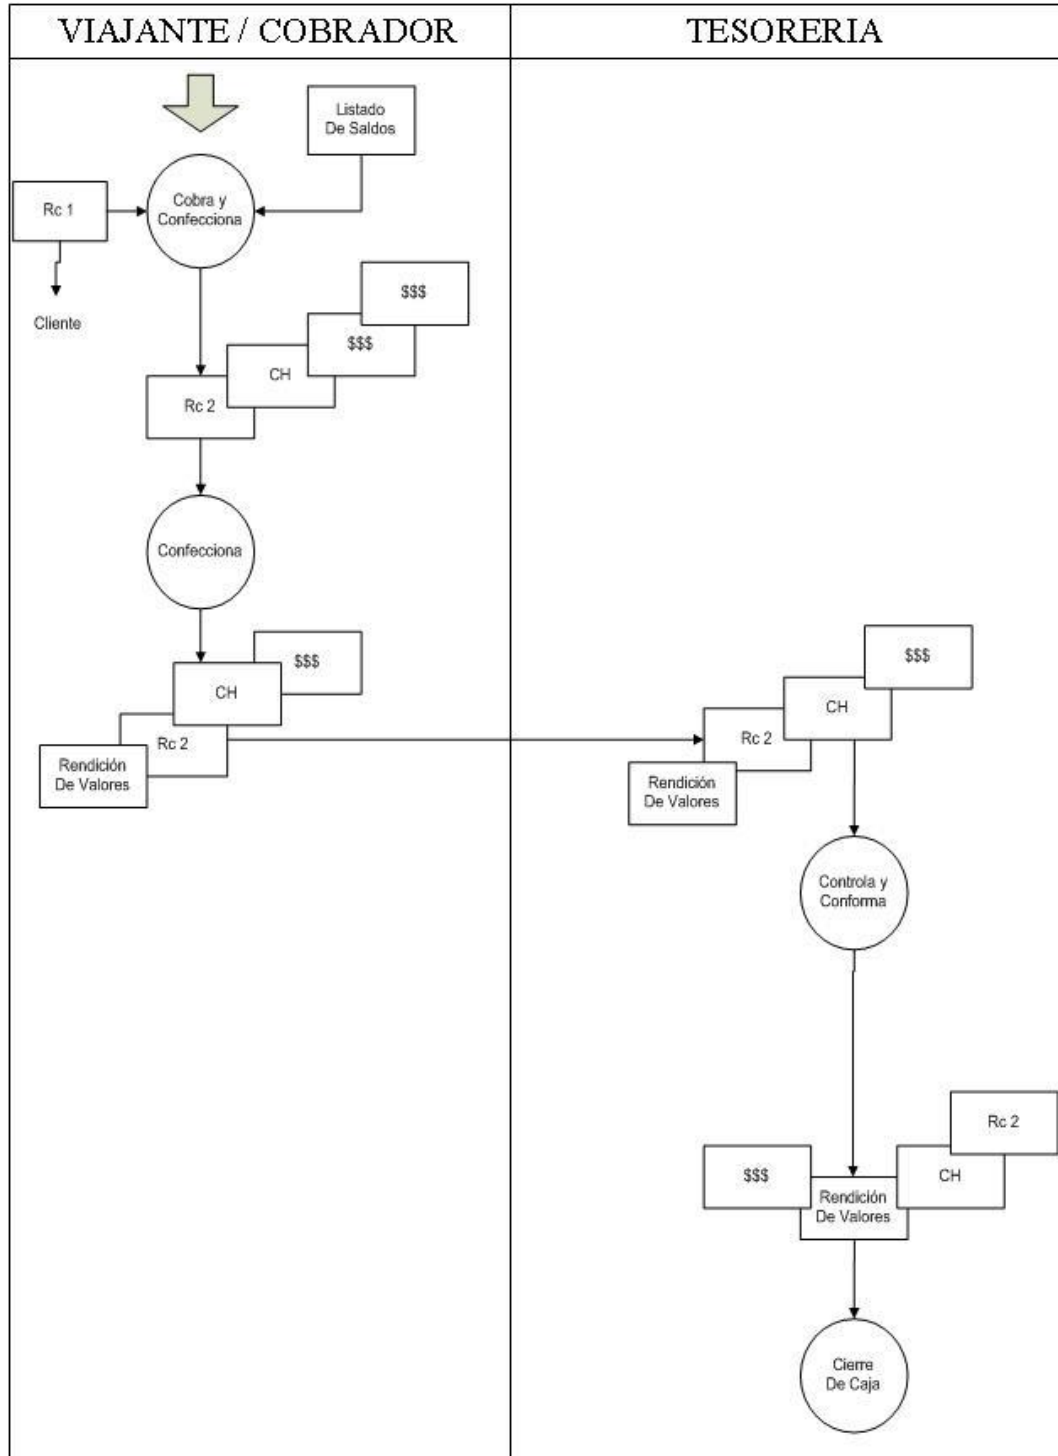 VIAJANTE / COBRADOR
TESORERIA
Listado
De Saldos
Rc 1
Cobra y
Confecciona
Cliente
$$$
$$$
CH
Rc 2
Confecciona
$$$
CH
Rc 2
Rendición
De Valores
$$$
CH
Rc 2
Rendición
De Valores
Controla y
Conforma
Rc 2
$$$
CH
Rendición
De Valores
Cierre
De Caja